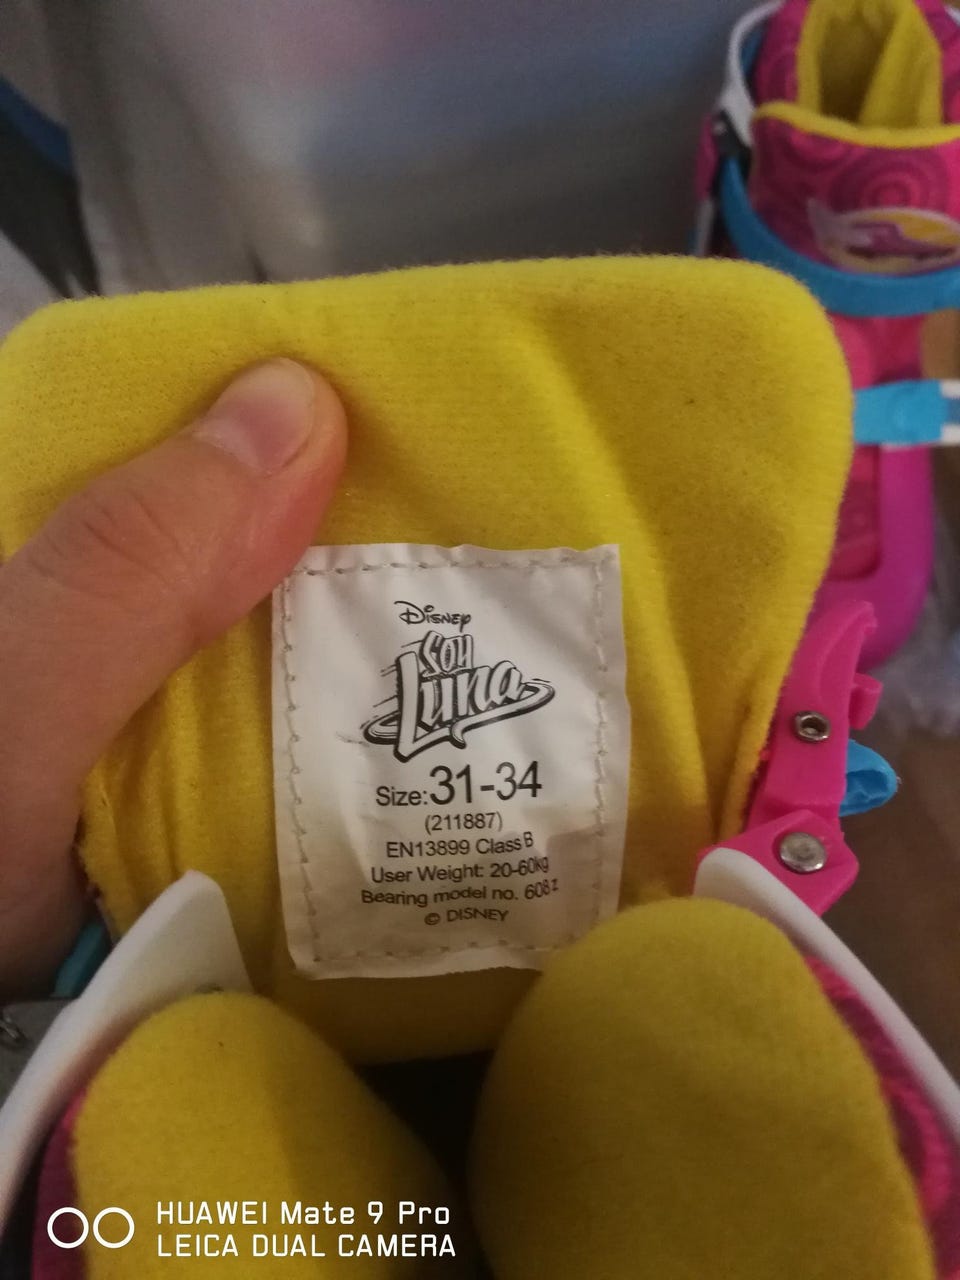 Disney
SOY
Luna
Size:31-34
(211887)
EN13899 Class B
User Weight: 20-60kg
Bearing model no. 608z
© DISNEY
HUAWEI Mate 9 Pro
LEICA DUAL CAMERA